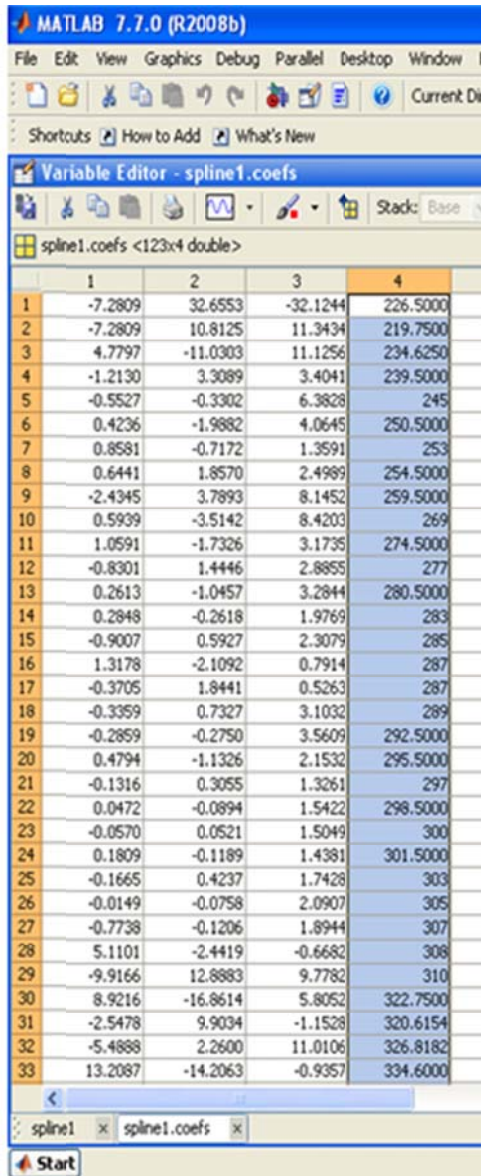 MATLAB 7.7.0 (R2008b)
File Edit View Graphics Debug Parallel Desktop Window
Current Di
Shortcuts How to Add What's New
Variable Editor - spline1.coefs
Stack: Base
spline1.coefs <123x4 double>
1 2 3 4
1 -7.2809 32.6553 -32.1244 226.5000
2 -7.2809 10.8125 11.3434 219.7500
3 4.7797 -11.0303 11.1256 234.6250
4 -1.2130 3.3089 3.4041 239.5000
5 -0.5527 -0.3302 6.3828 245
6 0.4236 -1.9882 4.0645 250.5000
7 0.8581 -0.7172 1.3591 253
8 0.6441 1.8570 2.4989 254.5000
9 -2.4345 3.7893 8.1452 259.5000
10 0.5939 -3.5142 8.4203 269
11 1.0591 -1.7326 3.1735 274.5000
12 -0.8301 1.4446 2.8855 277
13 0.2613 -1.0457 3.2844 280.5000
14 0.2848 -0.2618 1.9769 283
15 -0.9007 0.5927 2.3079 285
16 1.3178 -2.1092 0.7914 287
17 -0.3705 1.8441 0.5263 287
18 -0.3359 0.7327 3.1032 289
19 -0.2859 -0.2750 3.5609 292.5000
20 0.4794 -1.1326 2.1532 295.5000
21 -0.1316 0.3055 1.3261 297
22 0.0472 -0.0894 1.5422 298.5000
23 -0.0570 0.0521 1.5049 300
24 0.1809 -0.1189 1.4381 301.5000
25 -0.1665 0.4237 1.7428 303
26 -0.0149 -0.0758 2.0907 305
27 -0.7738 -0.1206 1.8944 307
28 5.1101 -2.4419 -0.6682 308
29 -9.9166 12.8883 9.7782 310
30 8.9216 -16.8614 5.8052 322.7500
31 -2.5478 9.9034 -1.1528 320.6154
32 -5.4888 2.2600 11.0106 326.8182
33 13.2087 -14.2063 -0.9357 334.6000
spline1 × spline1.coefs ×
Start